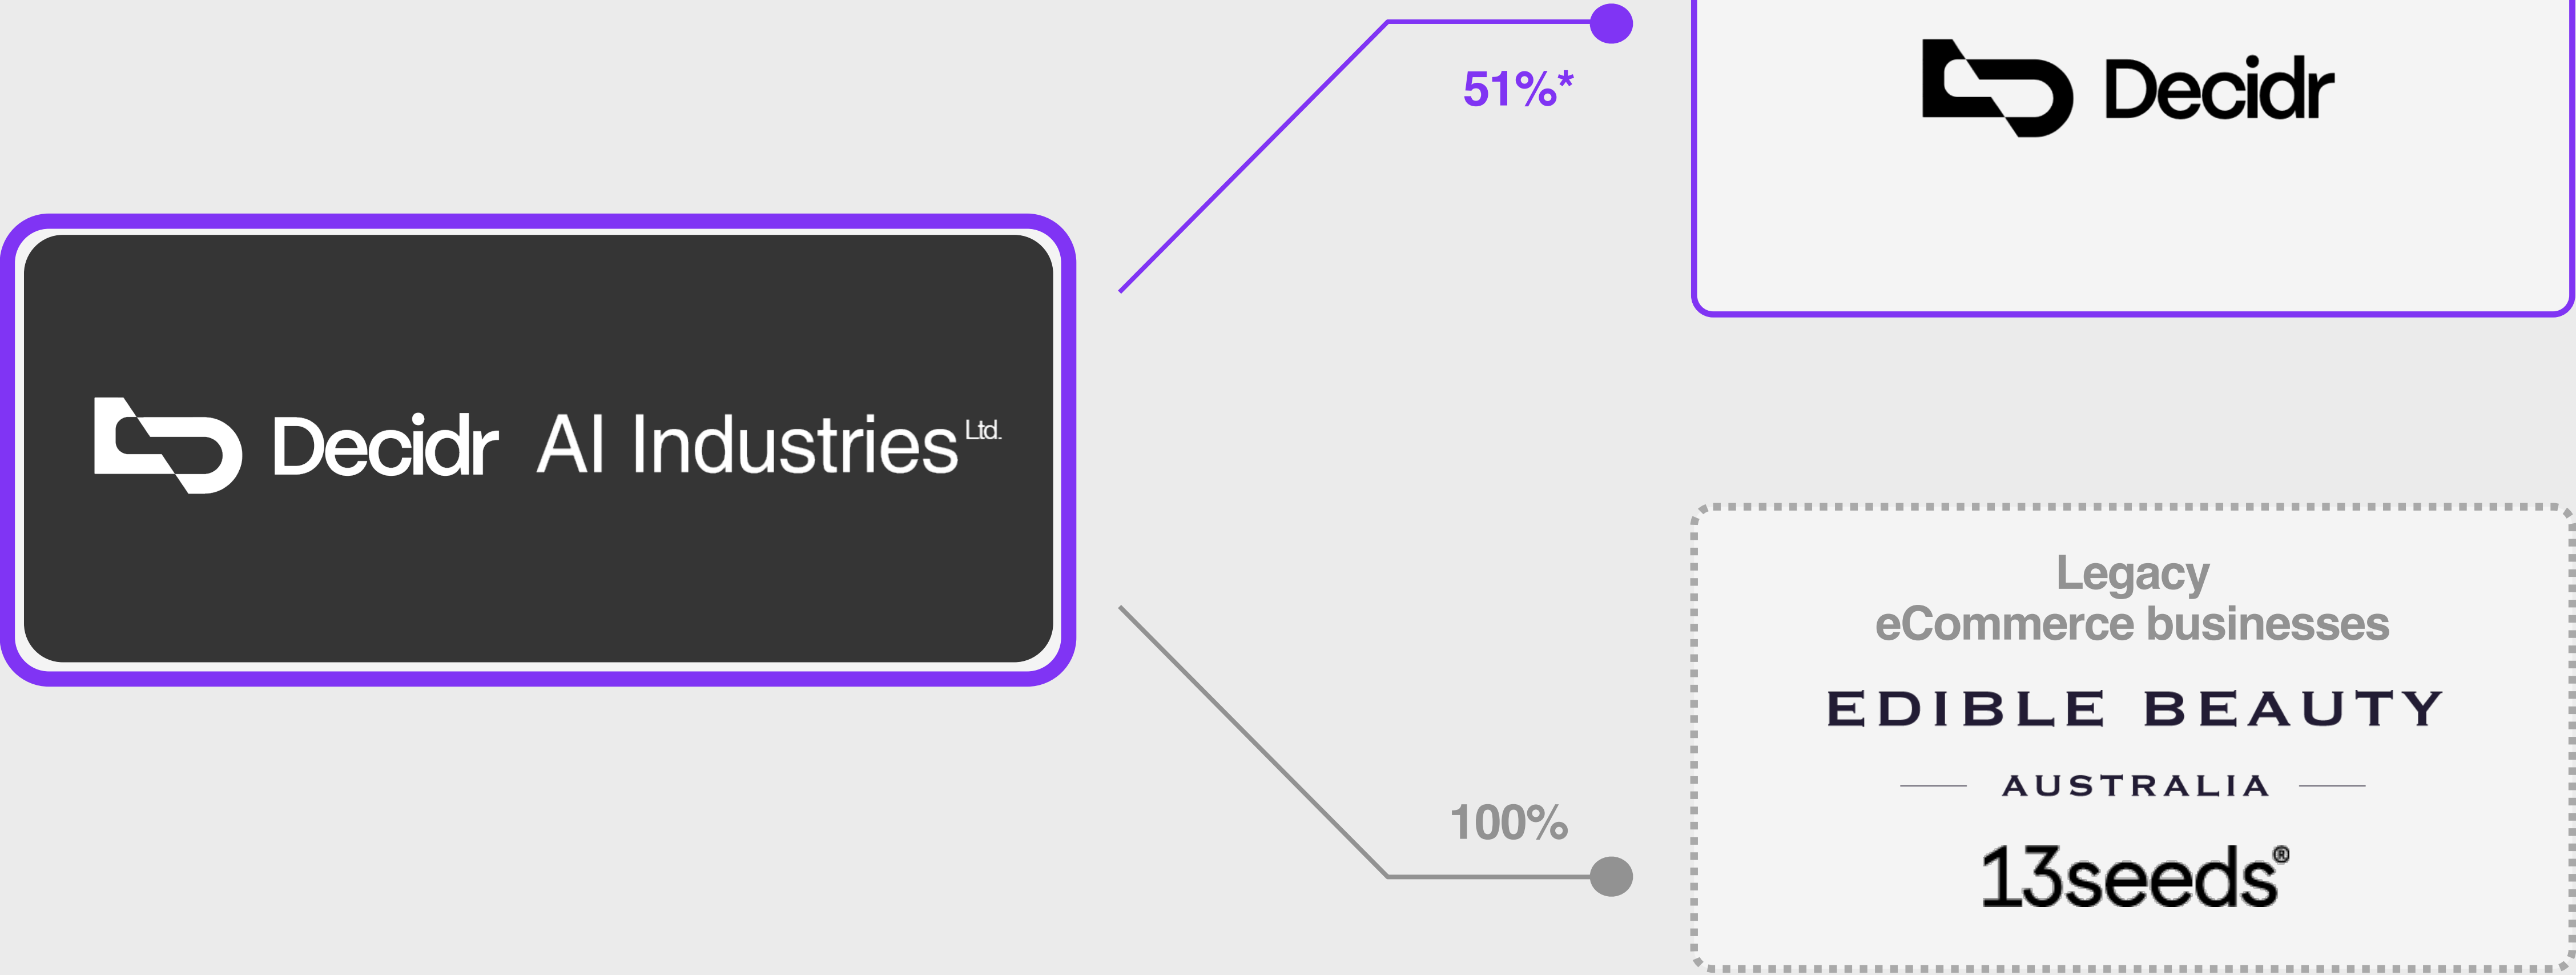 51%*
Decidr
Decidr AI Industries Ltd.
Legacy
eCommerce businesses
EDIBLE BEAUTY
AUSTRALIA
100%
13seeds®